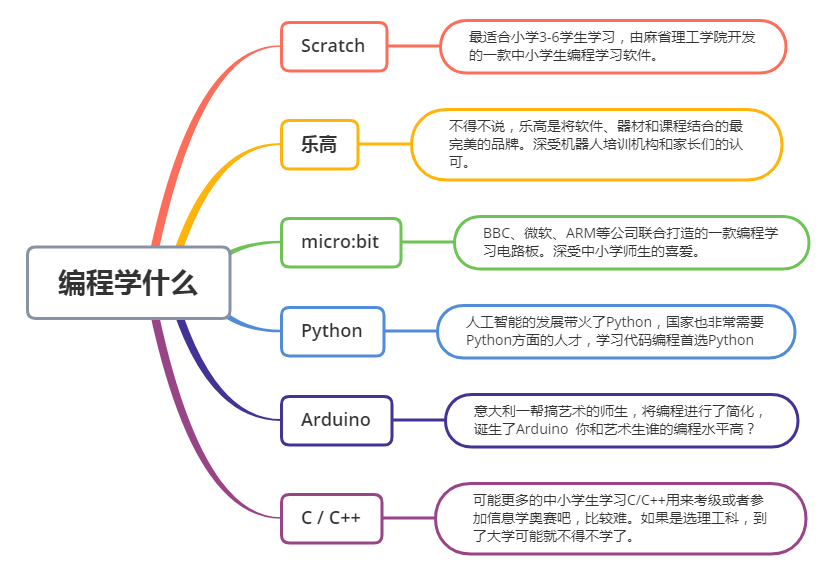 编程学什么
Scratch
最适合小学3-6学生学习，由麻省理工学院开发
的一款中小学生编程学习软件。
乐高
不得不说，乐高是将软件、器材和课程结合的最
完美的品牌。深受机器人培训机构和家长们的认
可。
micro:bit
BBC、微软、ARM等公司联合打造的一款编程学
习电路板。深受中小学师生的喜爱。
Python
人工智能的发展带火了Python，国家也非常需要
Python方面的人才，学习代码编程首选Python
Arduino
意大利一帮搞艺术的师生，将编程进行了简化，
诞生了Arduino 你和艺术生谁的编程水平高？
C / C++
可能更多的中小学生学习C/C++用来考级或者参
加信息学奥赛吧，比较难。如果是选理工科，到
了大学可能就不得不学了。